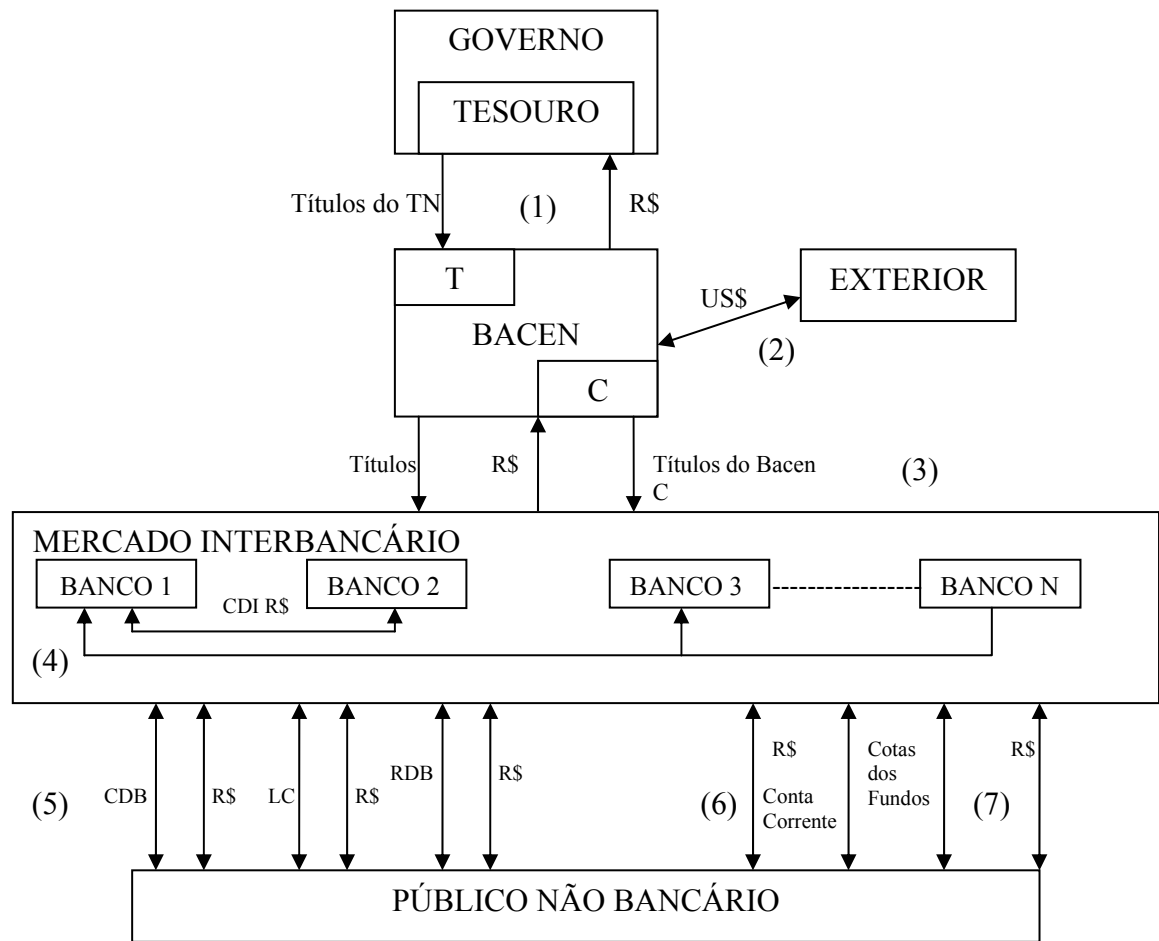 GOVERNO
TESOURO
Títulos do TN
(1)
R$
T
BACEN
C
US$
EXTERIOR
(2)
Títulos
R$
Títulos do Bacen
C
(3)
MERCADO INTERBANCÁRIO
BANCO 1
BANCO 2
BANCO 3
BANCO N
CDI R$
(4)
(5)
CDB
R$
LC
R$
RDB
R$
(6)
R$
Conta
Corrente
Cotas
dos
Fundos
(7)
R$
PÚBLICO NÃO BANCÁRIO